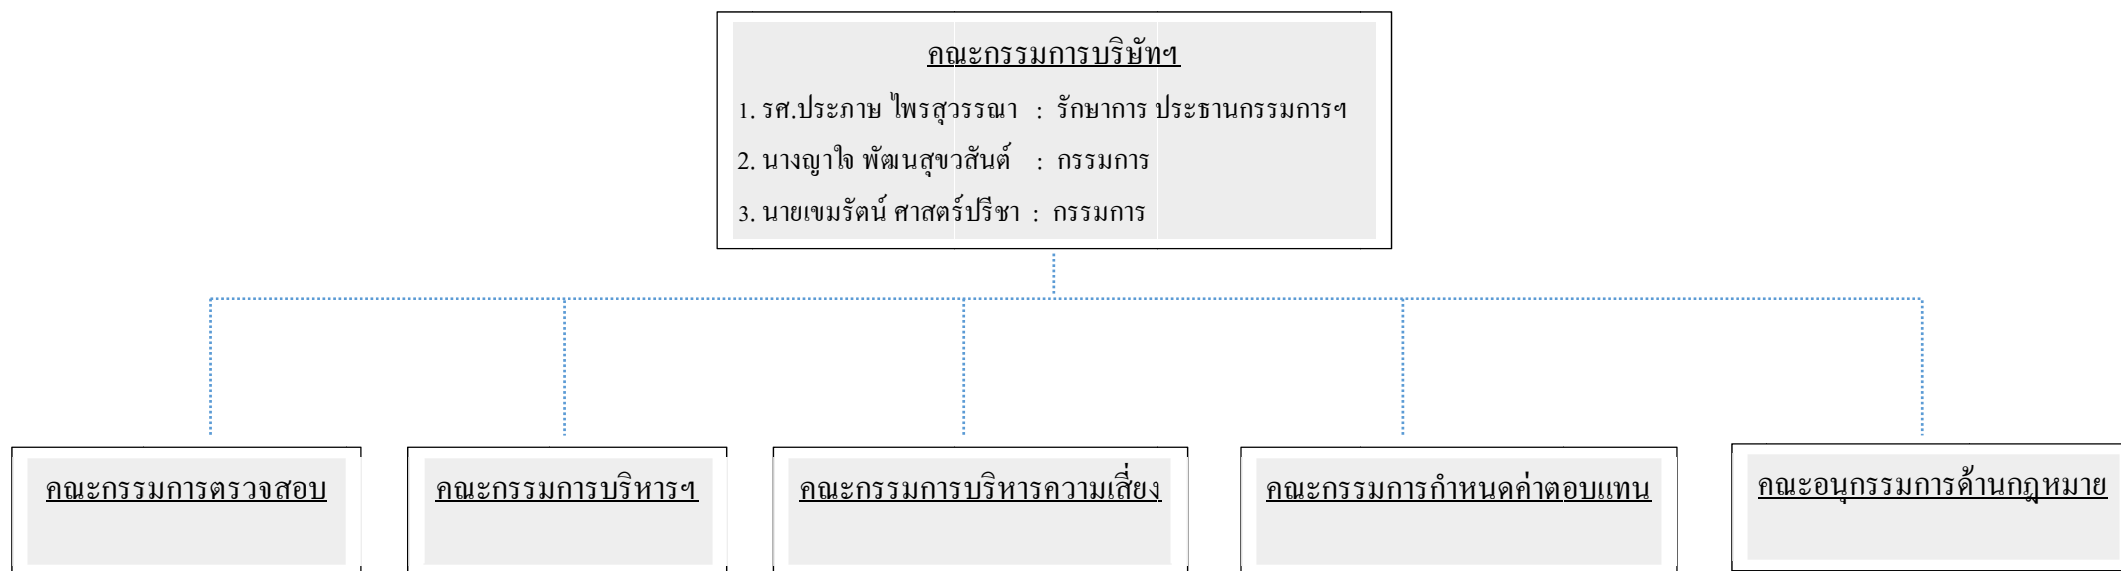 คณะกรรมการบริษัทฯ
1. รศ.ประภาษ ไพรสุวรรณา : รักษาการ ประธานกรรมการฯ
2. นางญาใจ พัฒนสุขวสันต์ : กรรมการ
3. นายเขมรัตน์ ศาสตร์ปรีชา : กรรมการ
คณะกรรมการตรวจสอบ
คณะกรรมการบริหารฯ
คณะกรรมการบริหารความเสี่ยง
คณะกรรมการกำหนดค่าตอบแทน
คณะอนุกรรมการด้านกฎหมาย